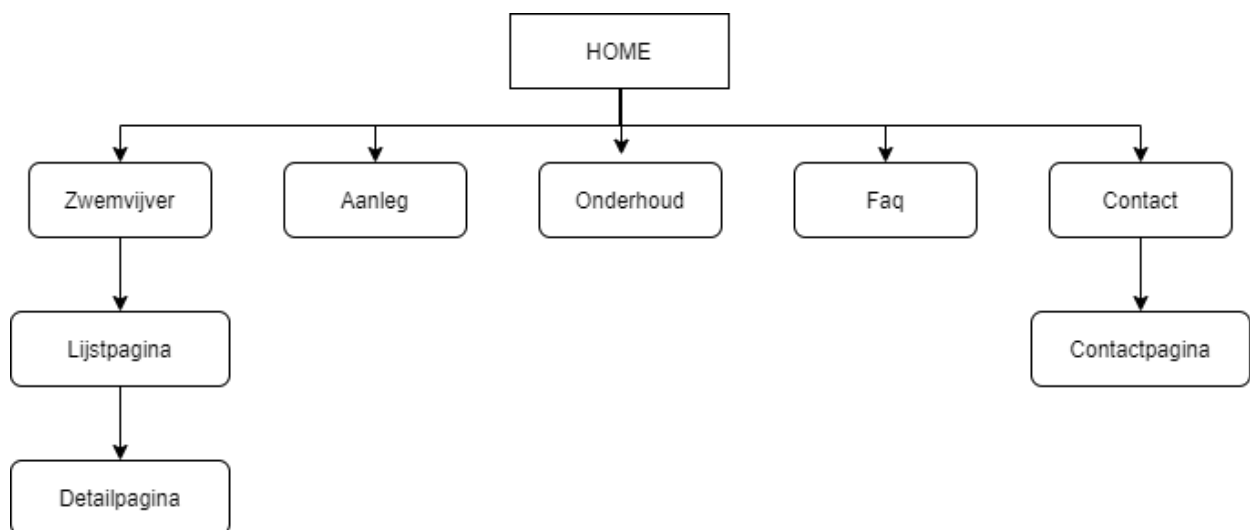 HOME
Zwemvijver
Aanleg
Onderhoud
Faq
Contact
Lijstpagina
Contactpagina
Detailpagina